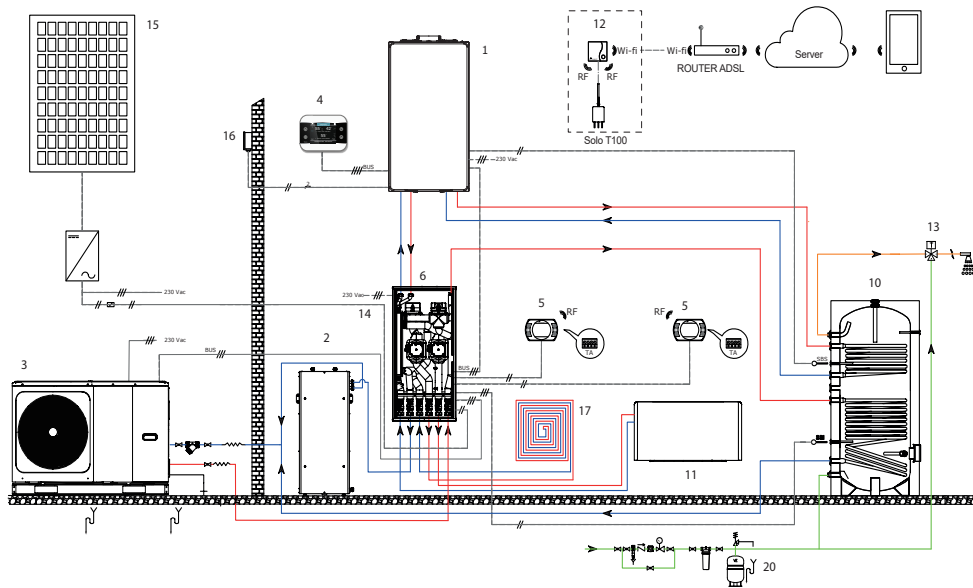 15
1
12
Wi-fi
Wi-fi
RF
RF
ROUTER ADSL
Server
Solo T100
4
16
BUS
230 Vac
2
13
6
10
230 Vac
230 Vac
14
5
RF
TA
RF
5
TA
2
230 Vac
BUS
BUS
SBS
3
17
11
20